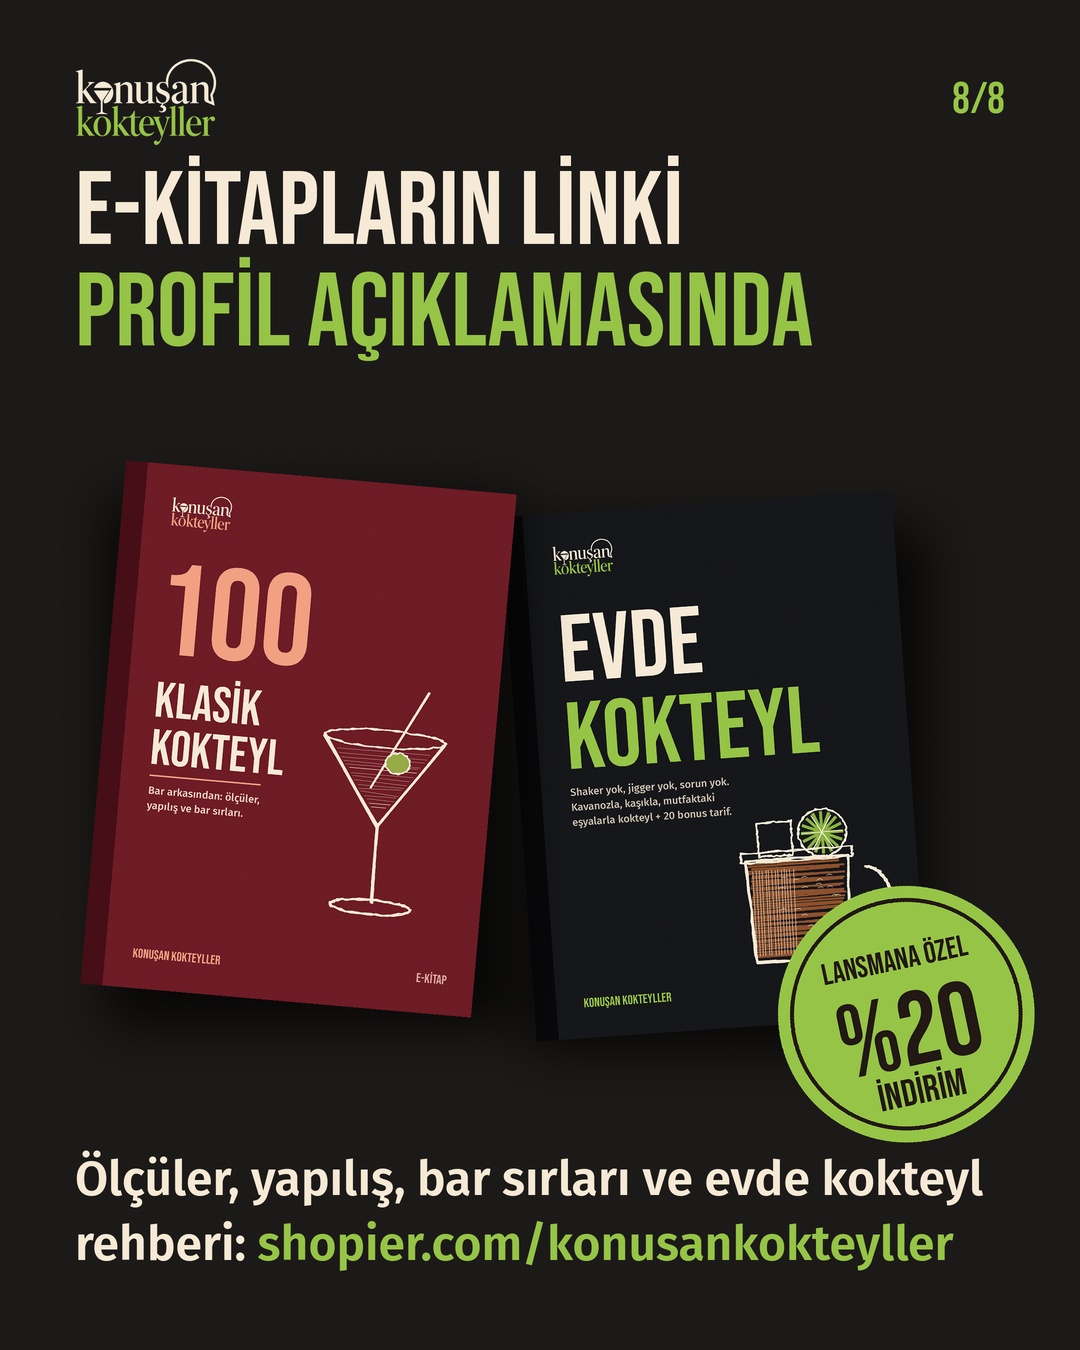 konuşan
kokteyller
8/8
E-KİTAPLARIN LİNKİ
PROFİL AÇIKLAMASINDA
konuşan
kokteyller
100
KLASİK
KOKTEYL
Bar arkasından: ölçüler,
yapılış ve bar sırları.
KONUŞAN KOKTEYLLER
E-KİTAP
konuşan
kokteyller
EVDE
KOKTEYL
Shaker yok, jigger yok, sorun yok.
Kavanozla, kaşıkla, mutfaktaki
eşyalarla kokteyl + 20 bonus tarif.
KONUŞAN KOKTEYLLER
LANSMANA ÖZEL
%20
İNDİRİM
Ölçüler, yapılış, bar sırları ve evde kokteyl
rehberi: shopier.com/konusankokteyller